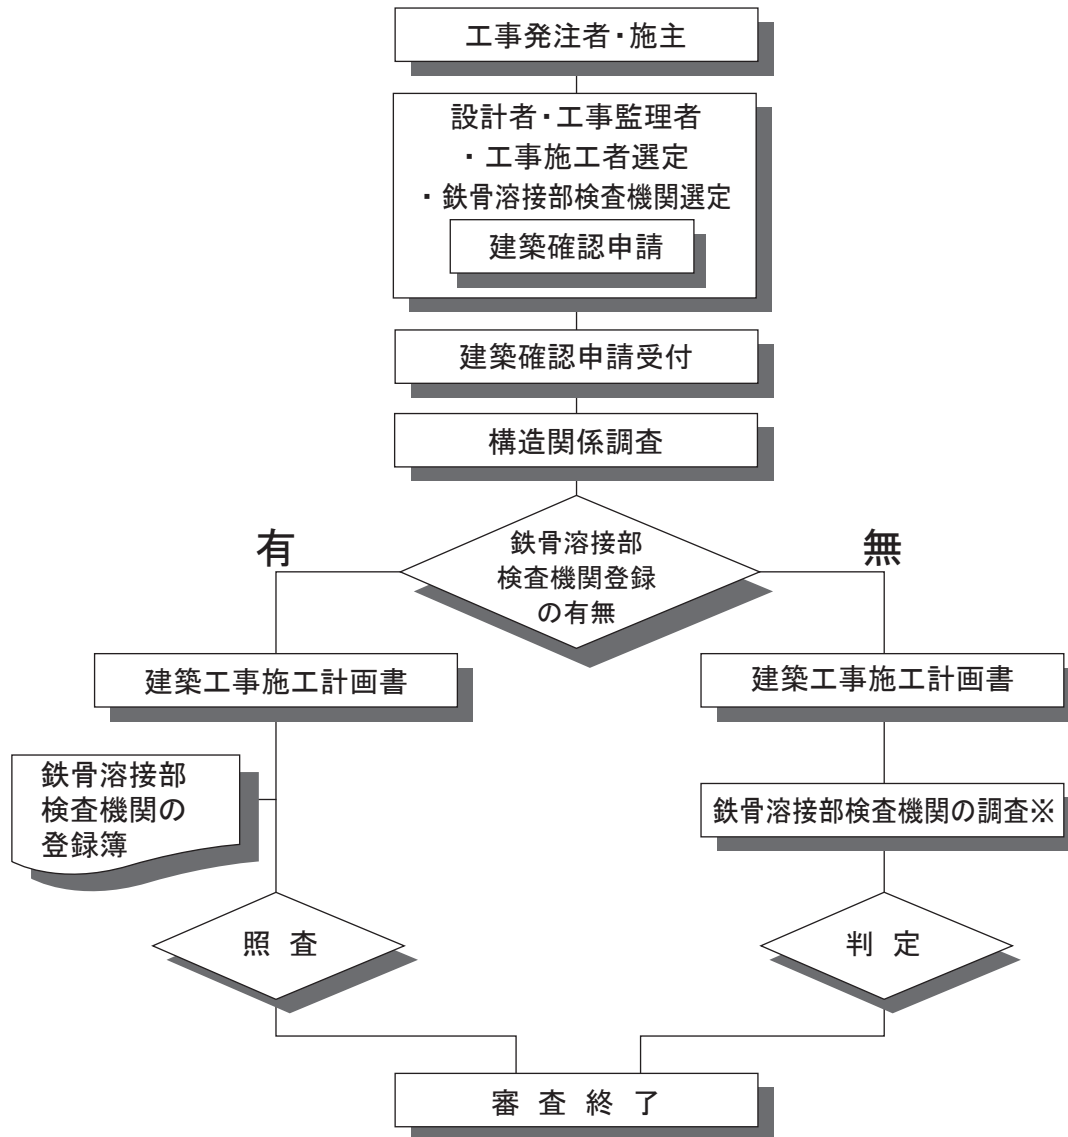 工事発注者・施主
設計者・工事監理者
・工事施工者選定
・鉄骨溶接部検査機関選定
建築確認申請
建築確認申請受付
構造関係調査
鉄骨溶接部
検査機関登録
の有無
有
無
建築工事施工計画書
建築工事施工計画書
鉄骨溶接部
検査機関の
登録簿
鉄骨溶接部検査機関の調査※
照査
判定
審査終了